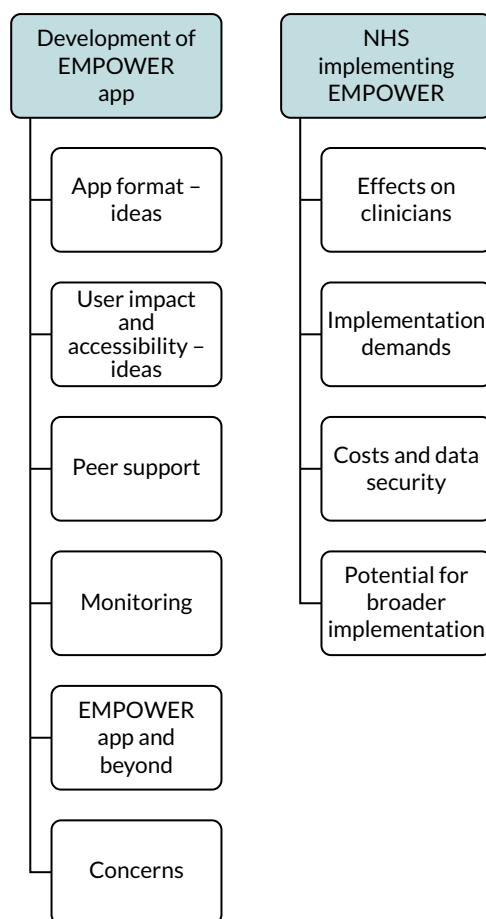 Development of
EMPOWER
app
App format –
ideas
User impact
and
accessibility –
ideas
Peer support
Monitoring
EMPOWER
app and
beyond
Concerns
NHS
implementing
EMPOWER
Effects on
clinicians
Implementation
demands
Costs and data
security
Potential for
broader
implementation